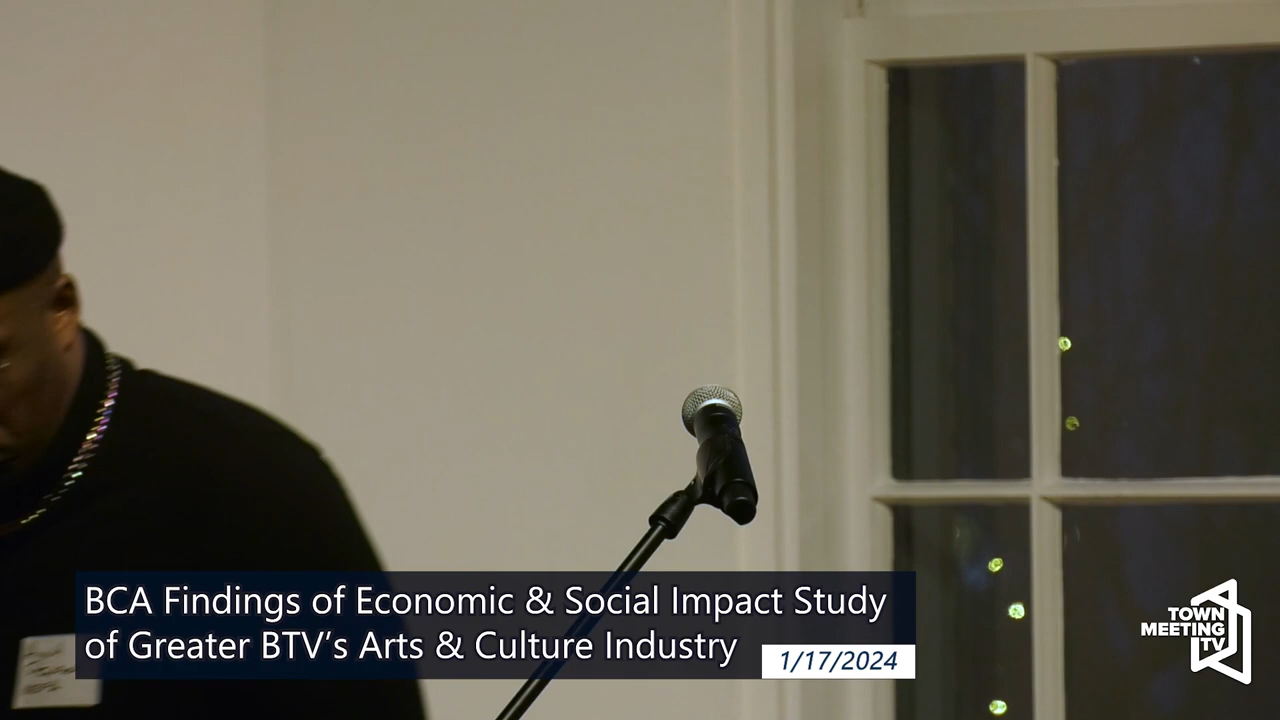 BCA Findings of Economic & Social Impact Study
of Greater BTV’s Arts & Culture Industry
1/17/2024
TOWN
MEETING
TV